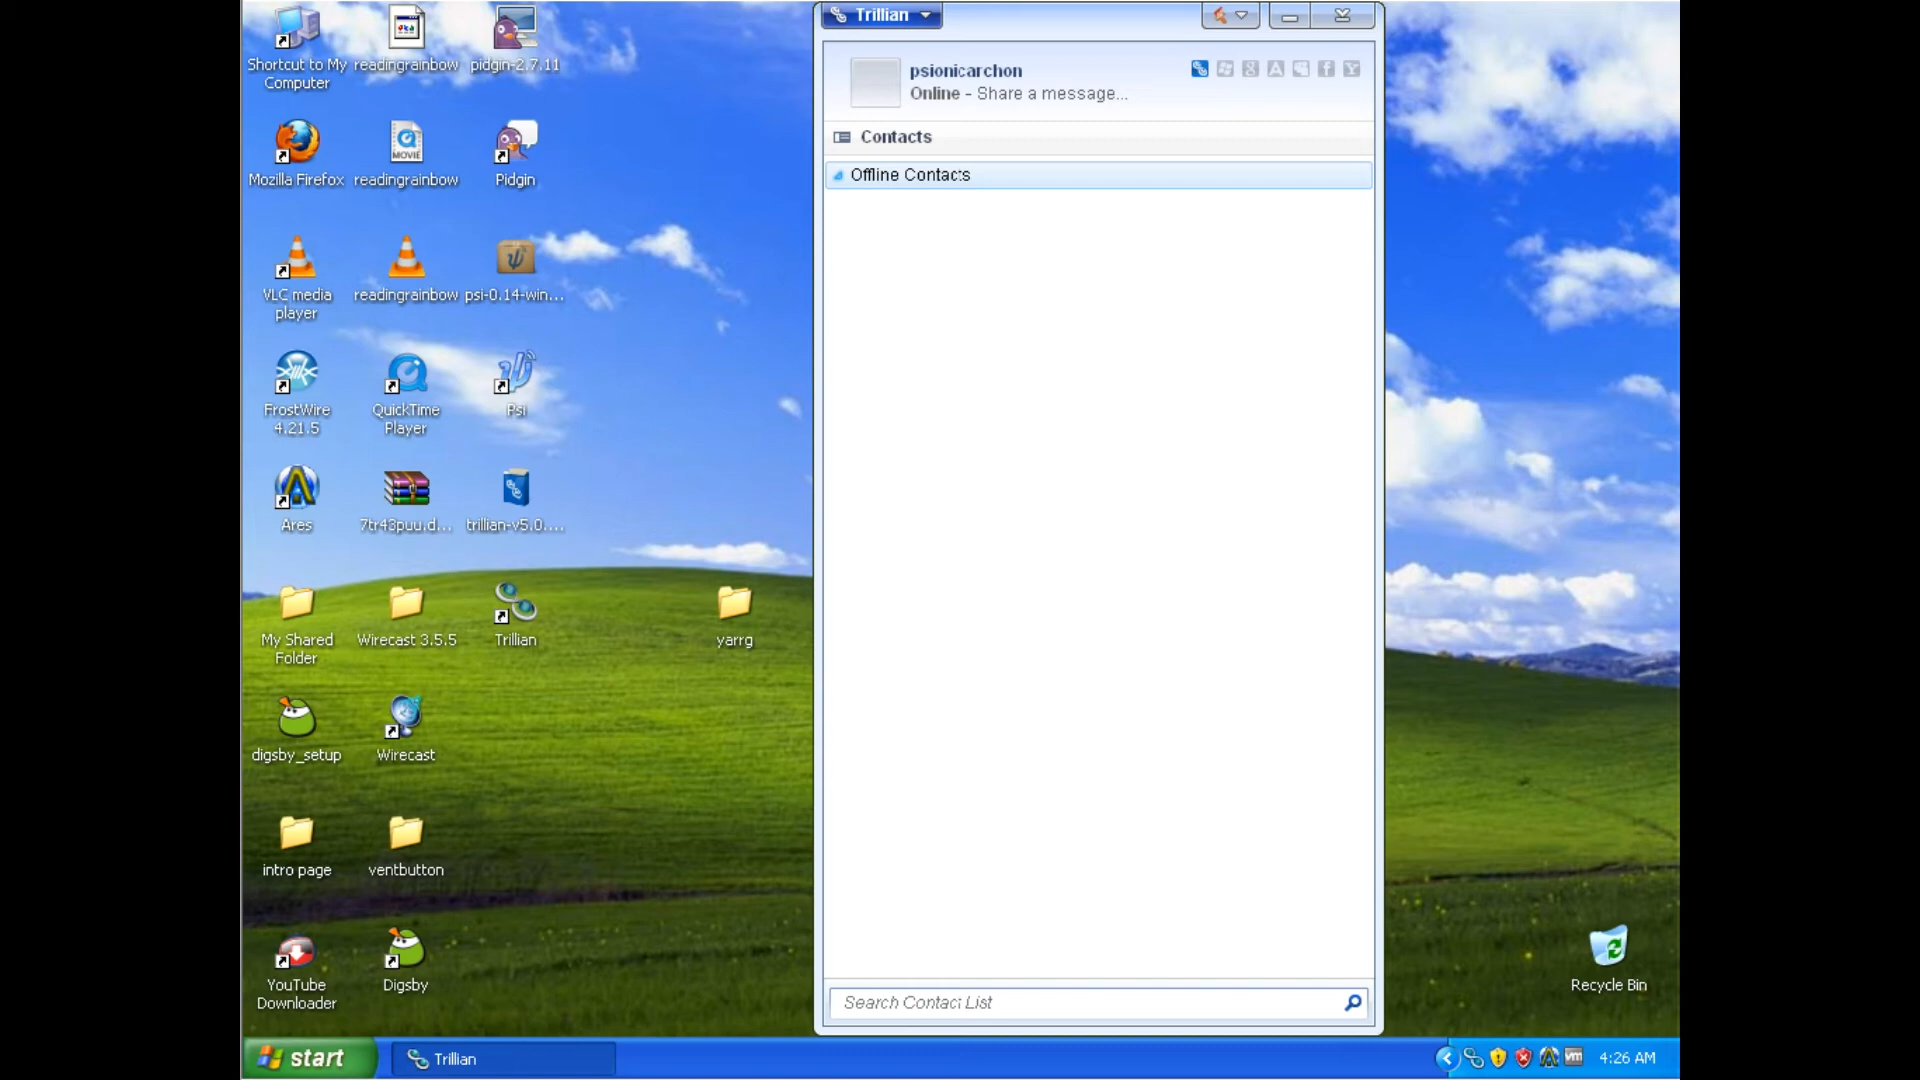 Shortcut to My
Computer
readingrainbow
pidgin-2.7.11
Mozilla Firefox
readingrainbow
MOVIE
Pidgin
VLC media
player
readingrainbow
psi-0.14-win...
FrostWire
4.21.5
QuickTime
Player
Psi
Ares
7tr43puu.d...
trillian-v5.0....
My Shared
Folder
Wirecast 3.5.5
Trillian
yarrg
digsby_setup
Wirecast
intro page
ventbutton
YouTube
Downloader
Digsby
Trillian
psionicarchon
Online - Share a message...
Contacts
Offline Contacts
Search Contact List
Recycle Bin
start
Trillian
vm
4:26 AM